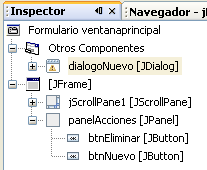 Inspector
Navegador - j
Formulario ventanaprincipal
Otros Componentes
dialogoNuevo [JDialog]
[JFrame]
jScrollPane1 [JScrollPane]
panelAcciones [JPanel]
btnEliminar [JButton]
btnNuevo [JButton]